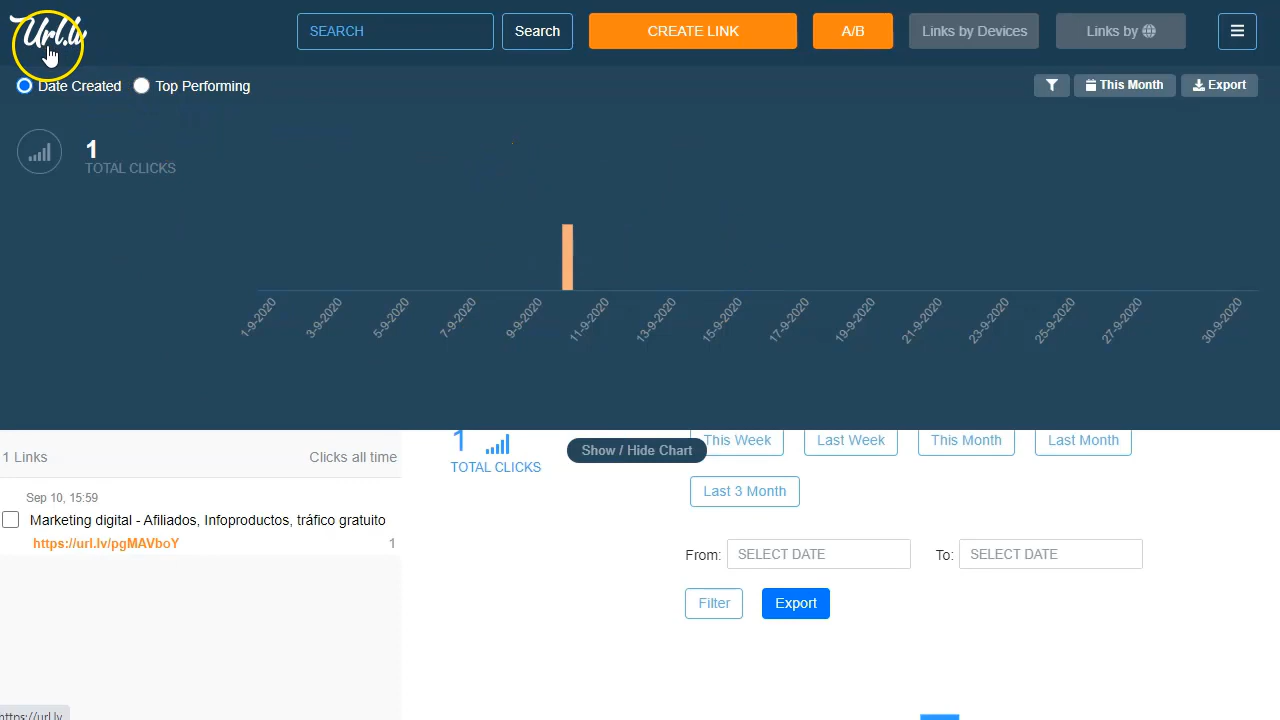 Url.lv
SEARCH
Search
CREATE LINK
A/B
Links by Devices
Links by
Date Created
Top Performing
This Month
Export
1
TOTAL CLICKS
1-9-2020
3-9-2020
5-9-2020
7-9-2020
9-9-2020
11-9-2020
13-9-2020
15-9-2020
17-9-2020
19-9-2020
21-9-2020
23-9-2020
25-9-2020
27-9-2020
30-9-2020
1 Links
Clicks all time
1
TOTAL CLICKS
Show / Hide Chart
This Week
Last Week
This Month
Last Month
Last 3 Month
Sep 10, 15:59
Marketing digital - Afiliados, Infoproductos, tráfico gratuito
https://url.lv/pgMAVboY
1
From:
SELECT DATE
To:
SELECT DATE
Filter
Export
https://url.lv